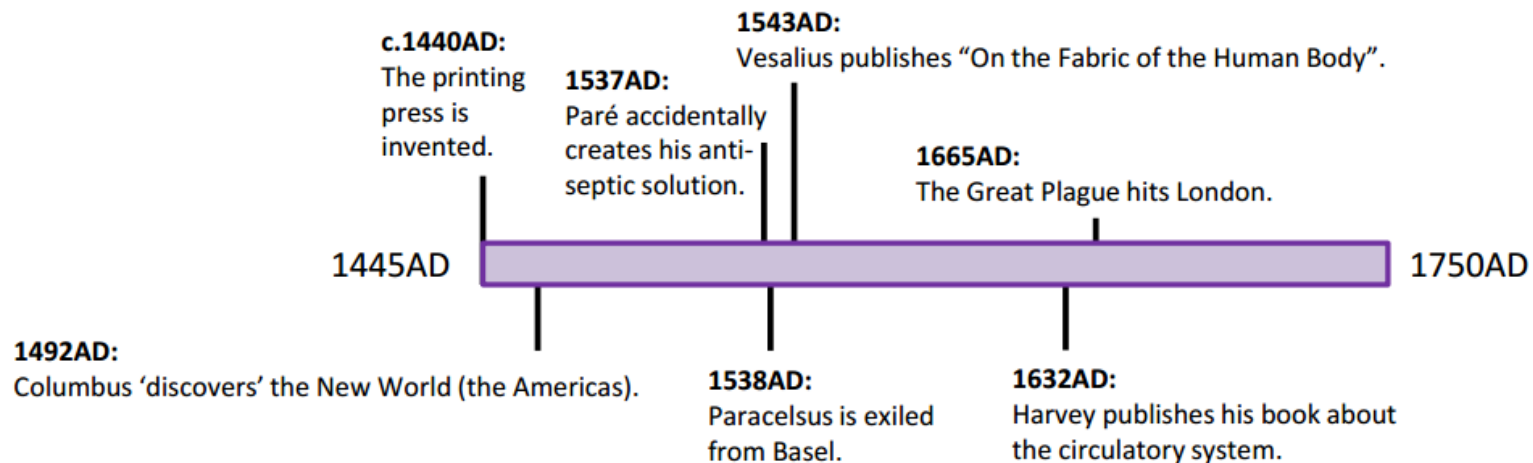 c.1440AD:
The printing
press is
invented.
1537AD:
Paré accidentally
creates his anti-
septic solution.
1543AD:
Vesalius publishes “On the Fabric of the Human Body”.
1665AD:
The Great Plague hits London.
1445AD
1750AD
1492AD:
Columbus ‘discovers’ the New World (the Americas).
1538AD:
Paracelsus is exiled
from Basel.
1632AD:
Harvey publishes his book about
the circulatory system.